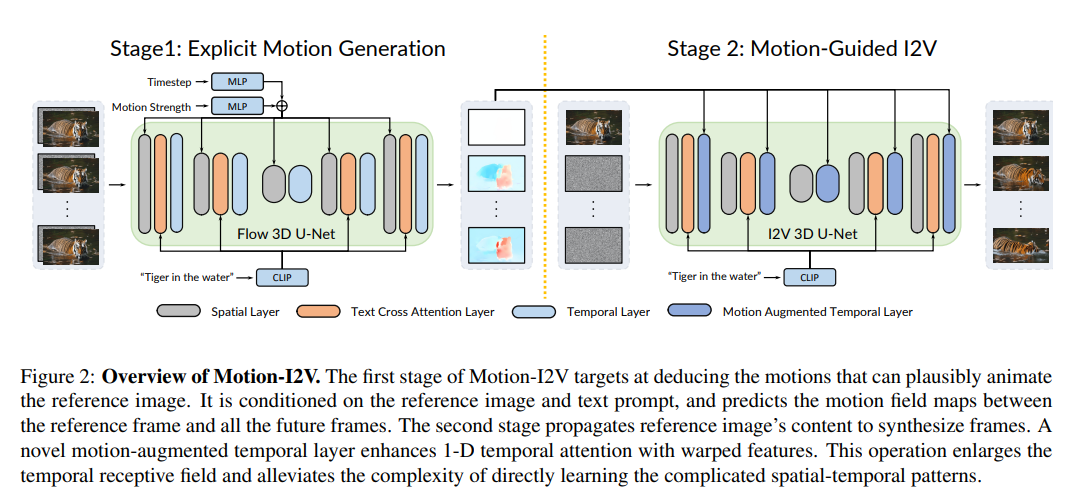 Stage1: Explicit Motion Generation
Stage 2: Motion-Guided I2V
Timestep
MLP
Motion Strength
MLP
Flow 3D U-Net
I2V 3D U-Net
"Tiger in the water"
CLIP
"Tiger in the water"
CLIP
Spatial Layer
Text Cross Attention Layer
Temporal Layer
Motion Augmented Temporal Layer
Figure 2: Overview of Motion-I2V. The first stage of Motion-I2V targets at deducing the motions that can plausibly animate
the reference image. It is conditioned on the reference image and text prompt, and predicts the motion field maps between
the reference frame and all the future frames. The second stage propagates reference image's content to synthesize frames. A
novel motion-augmented temporal layer enhances 1-D temporal attention with warped features. This operation enlarges the
temporal receptive field and alleviates the complexity of directly learning the complicated spatial-temporal patterns.